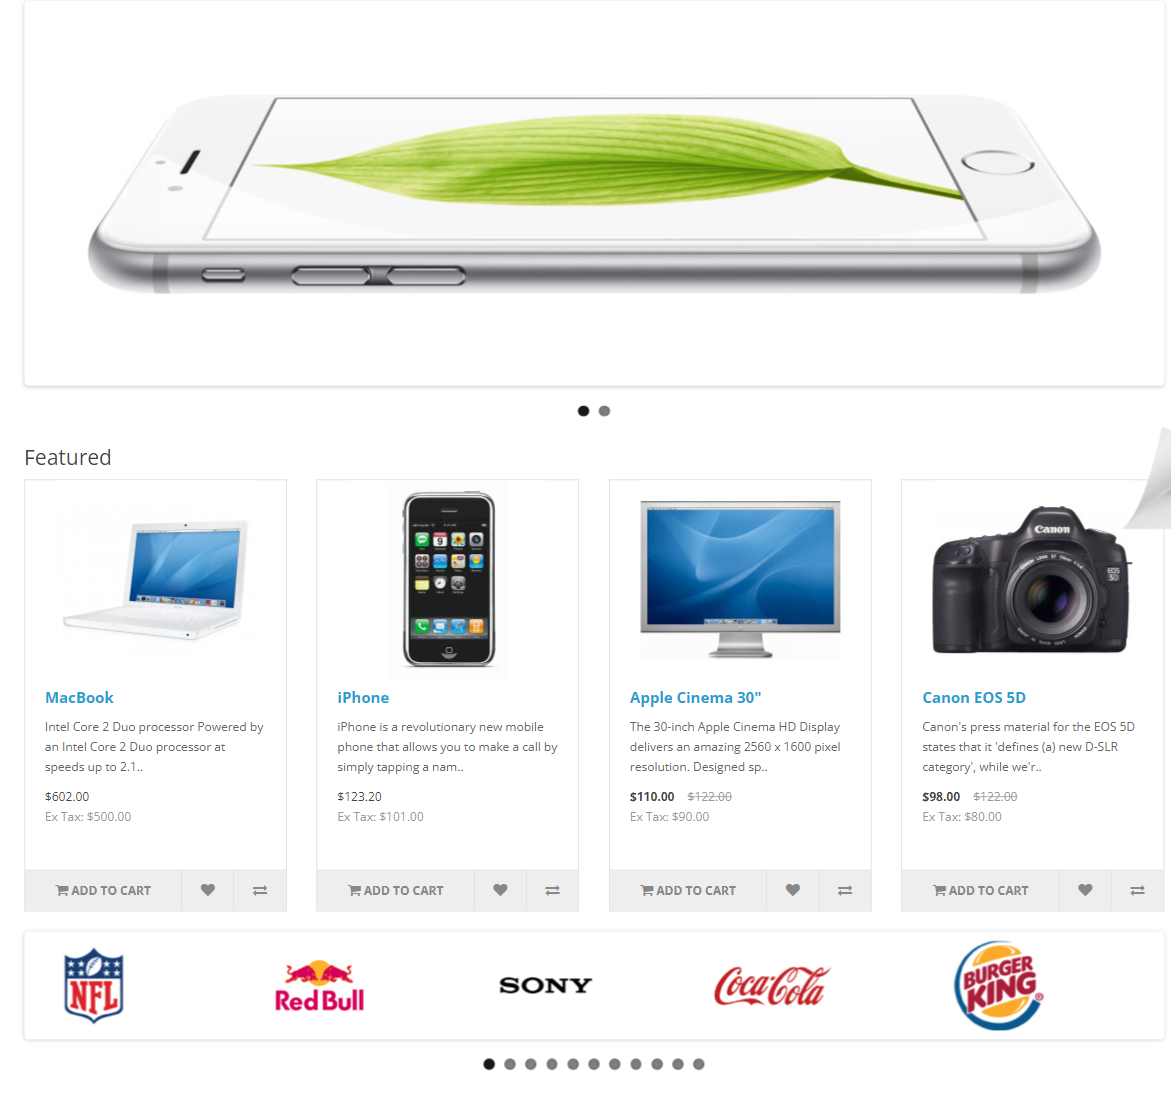 Featured
Canon
EOS
5D
MacBook
Intel Core 2 Duo processor Powered by
an Intel Core 2 Duo processor at
speeds up to 2.1..
$602.00
Ex Tax: $500.00
ADD TO CART
iPhone
iPhone is a revolutionary new mobile
phone that allows you to make a call by
simply tapping a nam..
$123.20
Ex Tax: $101.00
ADD TO CART
Apple Cinema 30"
The 30-inch Apple Cinema HD Display
delivers an amazing 2560 x 1600 pixel
resolution. Designed sp..
$110.00 $122.00
Ex Tax: $90.00
ADD TO CART
Canon EOS 5D
Canon's press material for the EOS 5D
states that it 'defines (a) new D-SLR
category', while we'r..
$98.00 $122.00
Ex Tax: $80.00
ADD TO CART
NFL
Red Bull
SONY
Coca-Cola
BURGER
KING